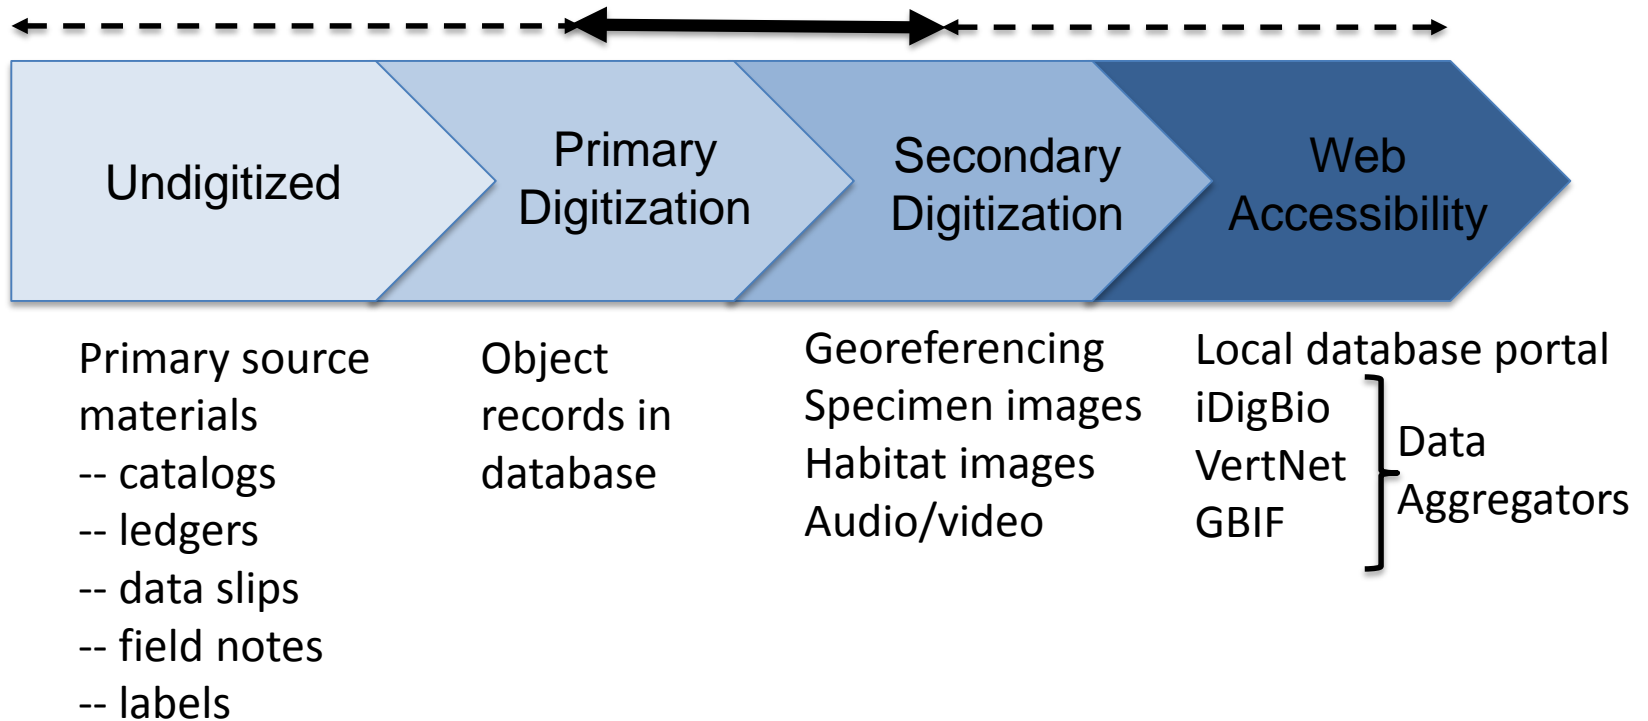 Undigitized
Primary
Digitization
Secondary
Digitization
Web
Accessibility
Primary source
materials
-- catalogs
-- ledgers
-- data slips
-- field notes
-- labels
Object
records in
database
Georeferencing
Specimen images
Habitat images
Audio/video
Local database portal
iDigBio
VertNet
GBIF
Data
Aggregators